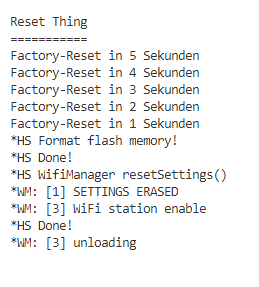 Reset Thing
===========
Factory-Reset in 5 Sekunden
Factory-Reset in 4 Sekunden
Factory-Reset in 3 Sekunden
Factory-Reset in 2 Sekunden
Factory-Reset in 1 Sekunden
*HS Format flash memory!
*HS Done!
*HS WifiManager resetSettings()
*WM: [1] SETTINGS ERASED
*WM: [3] WiFi station enable
*HS Done!
*WM: [3] unloading